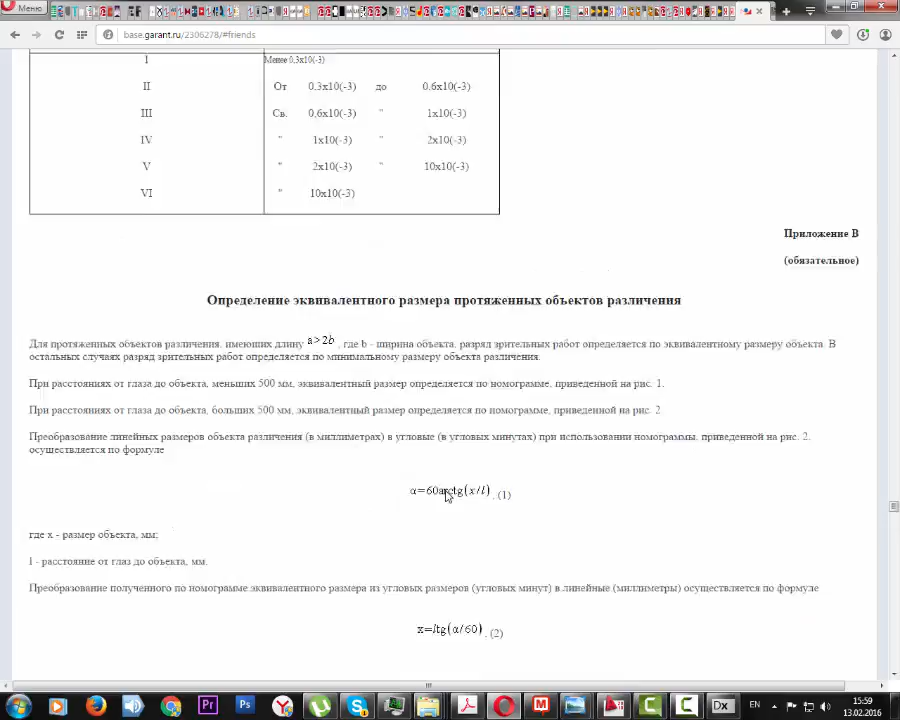 Меню
base.garant.ru/2306278/#friends
I Менее 0,3х10(-3)
II От 0,3х10(-3) до 0.6х10(-3)
III Св. 0,6х10(-3) " 1х10(-3)
IV " 1х10(-3) " 2х10(-3)
V " 2х10(-3) " 10х10(-3)
VI " 10х10(-3)
Приложение В
(обязательное)
Определение эквивалентного размера протяженных объектов различения
Для протяженных объектов различения, имеющих длину a>2b , где b - ширина объекта, разряд зрительных работ определяется по эквивалентному размеру объекта. В
остальных случаях разряд зрительных работ определяется по минимальному размеру объекта различения.
При расстояниях от глаза до объекта, меньших 500 мм, эквивалентный размер определяется по номограмме, приведенной на рис. 1.
При расстояниях от глаза до объекта, больших 500 мм, эквивалентный размер определяется по номограмме, приведенной на рис. 2
Преобразование линейных размеров объекта различения (в миллиметрах) в угловые (в угловых минутах) при использовании номограммы, приведенной на рис. 2,
осуществляется по формуле
α=60arctg(x/l) , (1)
где x - размер объекта, мм;
l - расстояние от глаз до объекта, мм.
Преобразование полученного по номограмме эквивалентного размера из угловых размеров (угловых минут) в линейные (миллиметры) осуществляется по формуле
x=ltg(α/60) , (2)
Pr
Ps
Dx
EN
15:59
13.02.2016